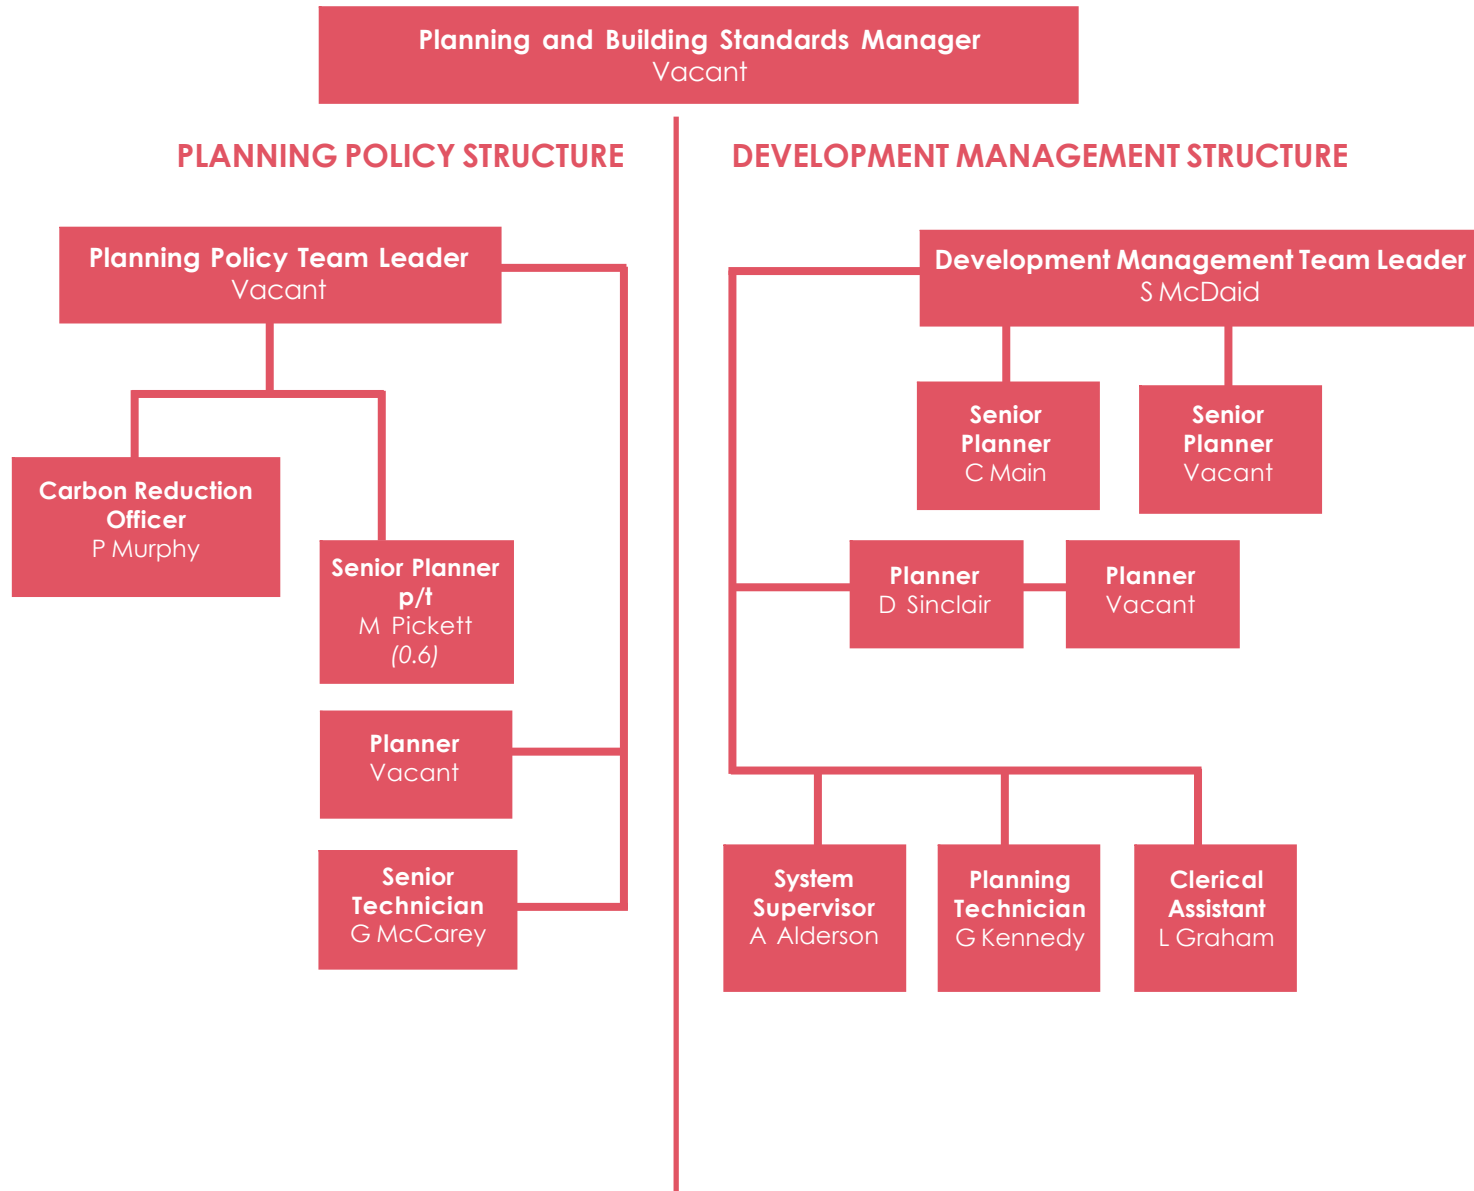 Planning and Building Standards Manager
Vacant
PLANNING POLICY STRUCTURE
DEVELOPMENT MANAGEMENT STRUCTURE
Planning Policy Team Leader
Vacant
Carbon Reduction
Officer
P Murphy
Senior Planner
p/t
M Pickett
(0.6)
Planner
Vacant
Senior
Technician
G McCarey
Development Management Team Leader
S McDaid
Senior
Planner
C Main
Senior
Planner
Vacant
Planner
D Sinclair
Planner
Vacant
System
Supervisor
A Alderson
Planning
Technician
G Kennedy
Clerical
Assistant
L Graham